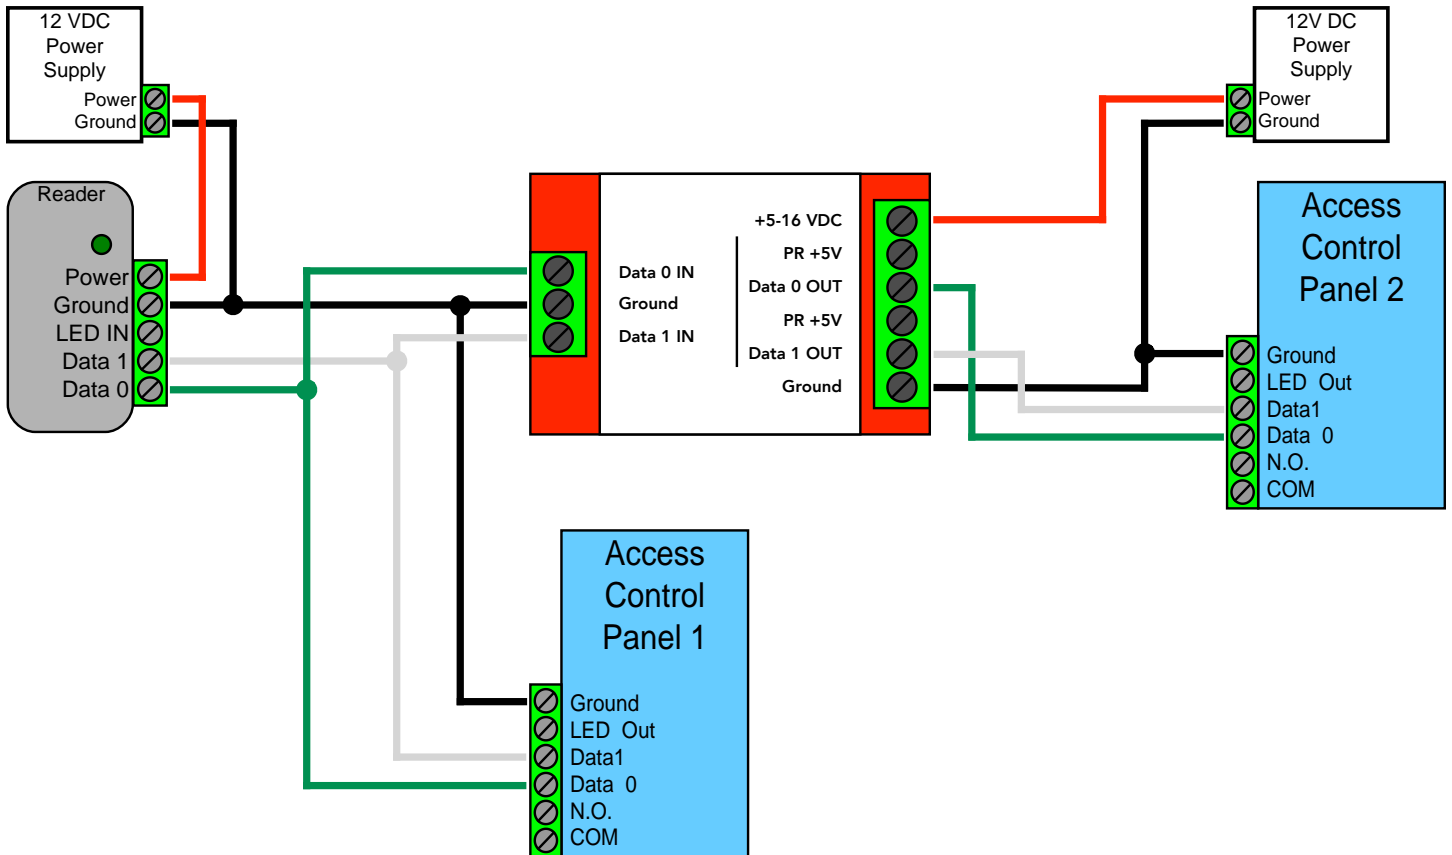 12 VDC
Power
Supply
Power
Ground
12V DC
Power
Supply
Power
Ground
Reader
Power
Ground
LED IN
Data 1
Data 0
Data 0 IN
Ground
Data 1 IN
+5-16 VDC
PR +5V
Data 0 OUT
PR +5V
Data 1 OUT
Ground
Access
Control
Panel 2
Ground
LED Out
Data1
Data 0
N.O.
COM
Access
Control
Panel 1
Ground
LED Out
Data1
Data 0
N.O.
COM